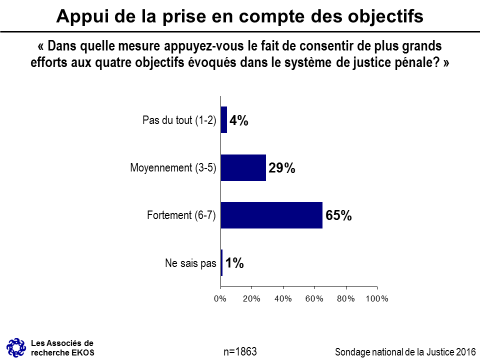 Appui de la prise en compte des objectifs
« Dans quelle mesure appuyez-vous le fait de consentir de plus grands
efforts aux quatre objectifs évoqués dans le système de justice pénale? »
Pas du tout (1-2) 4%
Moyennement (3-5) 29%
Fortement (6-7) 65%
Ne sais pas 1%
0% 20% 40% 60% 80% 100%
Les Associés de
recherche EKOS
n=1863
Sondage national de la Justice 2016